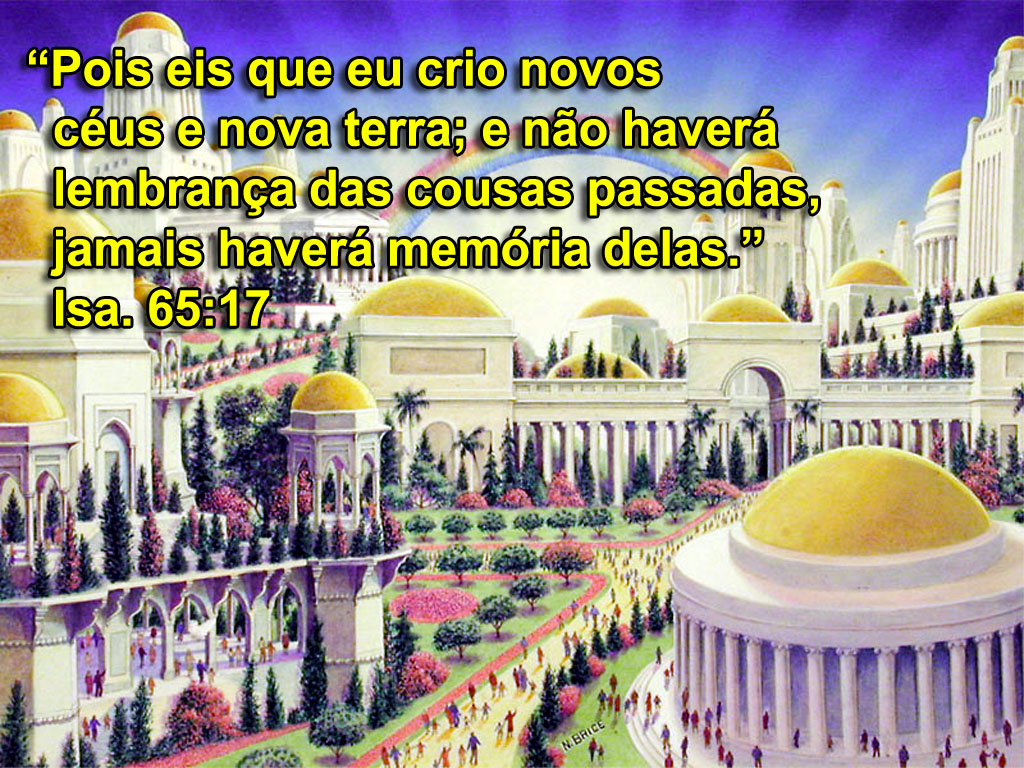 “Pois eis que eu crio novos
céus e nova terra; e não haverá
lembrança das cousas passadas,
jamais haverá memória delas.”
Isa. 65:17
N. BRICE